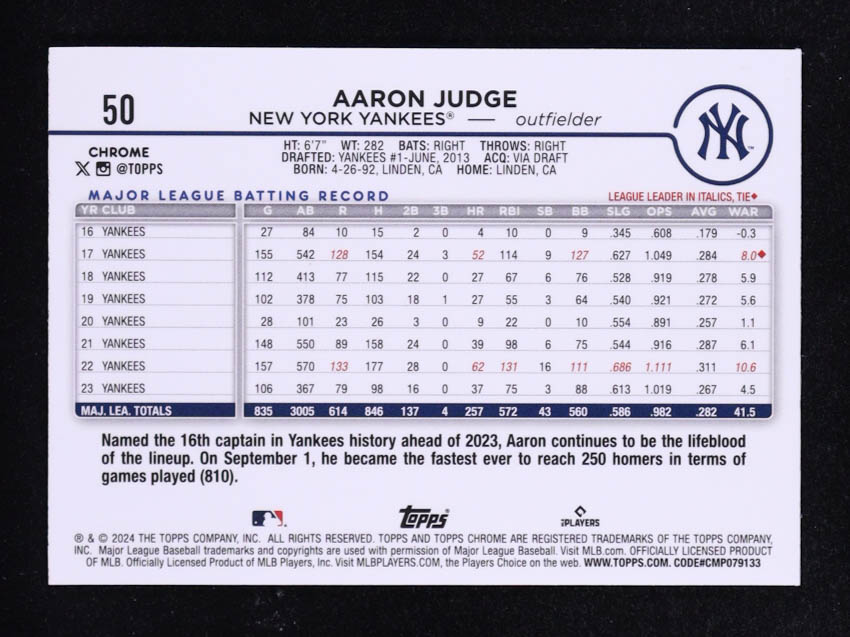 50
AARON JUDGE
NEW YORK YANKEES® — outfielder
NY
™
CHROME
@TOPPS
HT: 6'7" WT: 282 BATS: RIGHT THROWS: RIGHT
DRAFTED: YANKEES #1-JUNE, 2013 ACQ: VIA DRAFT
BORN: 4-26-92, LINDEN, CA HOME: LINDEN, CA
MAJOR LEAGUE BATTING RECORD LEAGUE LEADER IN ITALICS, TIE◆
YR CLUB G AB R H 2B 3B HR RBI SB BB SLG OPS AVG WAR
16 YANKEES 27 84 10 15 2 0 4 10 0 9 .345 .608 .179 -0.3
17 YANKEES 155 542 128 154 24 3 52 114 9 127 .627 1.049 .284 8.0◆
18 YANKEES 112 413 77 115 22 0 27 67 6 76 .528 .919 .278 5.9
19 YANKEES 102 378 75 103 18 1 27 55 3 64 .540 .921 .272 5.6
20 YANKEES 28 101 23 26 3 0 9 22 0 10 .554 .891 .257 1.1
21 YANKEES 148 550 89 158 24 0 39 98 6 75 .544 .916 .287 6.1
22 YANKEES 157 570 133 177 28 0 62 131 16 111 .686 1.111 .311 10.6
23 YANKEES 106 367 79 98 16 0 37 75 3 88 .613 1.019 .267 4.5
MAJ. LEA. TOTALS 835 3005 614 846 137 4 257 572 43 560 .586 .982 .282 41.5
Named the 16th captain in Yankees history ahead of 2023, Aaron continues to be the lifeblood
of the lineup. On September 1, he became the fastest ever to reach 250 homers in terms of
games played (810).
topps
PLAYERS
® & © 2024 THE TOPPS COMPANY, INC. ALL RIGHTS RESERVED. TOPPS AND TOPPS CHROME ARE REGISTERED TRADEMARKS OF THE TOPPS COMPANY,
INC. Major League Baseball trademarks and copyrights are used with permission of Major League Baseball. Visit MLB.com. OFFICIALLY LICENSED PRODUCT
OF MLB. Officially Licensed Product of MLB Players, Inc. Visit MLBPLAYERS.COM, the Players Choice on the web. WWW.TOPPS.COM. CODE#CMP079133